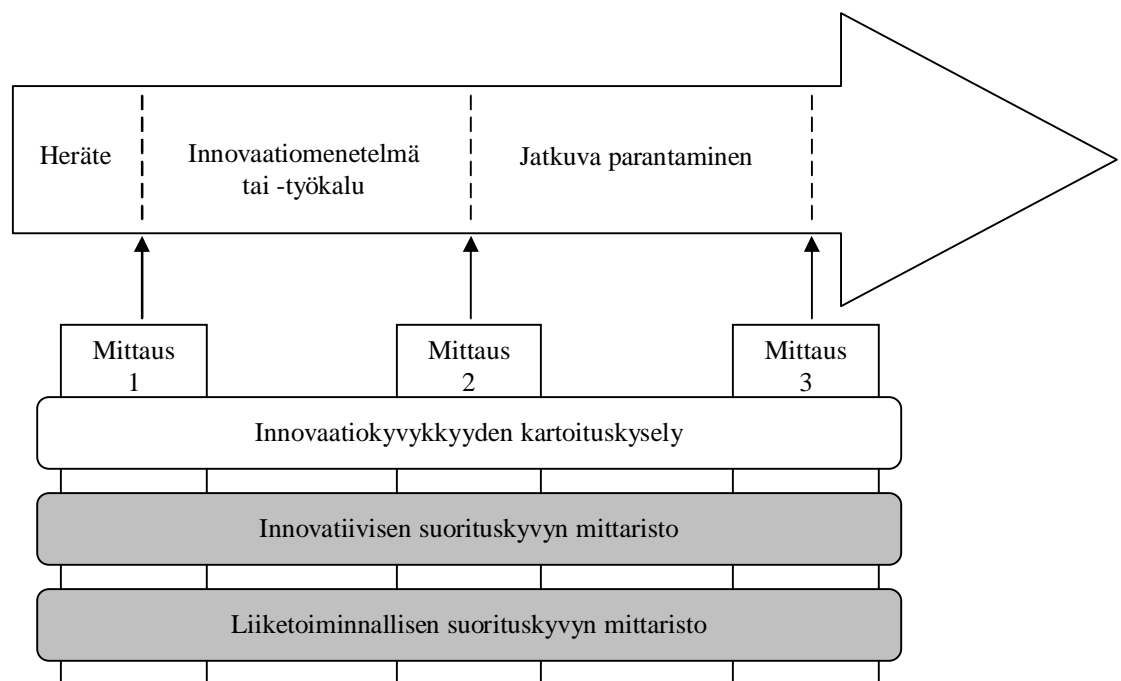 Heräte
Innovaatiomenetelmä
tai -työkalu
Jatkuva parantaminen
Mittaus
1
Mittaus
2
Mittaus
3
Innovaatiokyvykkyyden kartoituskysely
Innovatiivisen suorituskyvyn mittaristo
Liiketoiminnallisen suorituskyvyn mittaristo